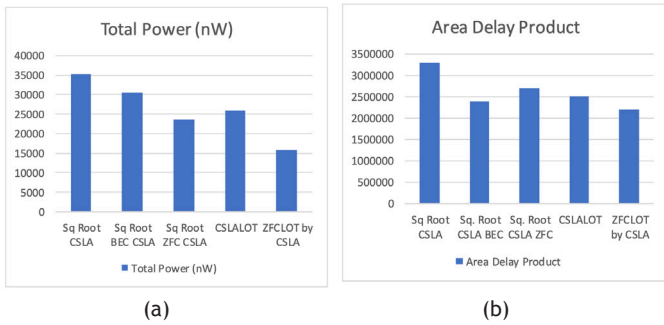 Total Power (nW)
40000
35000
30000
25000
20000
15000
10000
5000
0
Sq Root CSLA
Sq Root BEC CSLA
Sq Root ZFC CSLA
CSLALOT
ZFCLOT by CSLA
Total Power (nW)
(a)
Area Delay Product
3500000
3000000
2500000
2000000
1500000
1000000
500000
0
Sq Root CSLA
Sq. Root CSLA BEC
Sq. Root CSLA ZFC
CSLALOT
ZFCLOT by CSLA
Area Delay Product
(b)